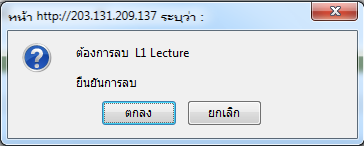 หน้า http://203.131.209.137 ระบุว่า :
ต้องการลบ L1 Lecture
ยืนยันการลบ
ตกลง
ยกเลิก